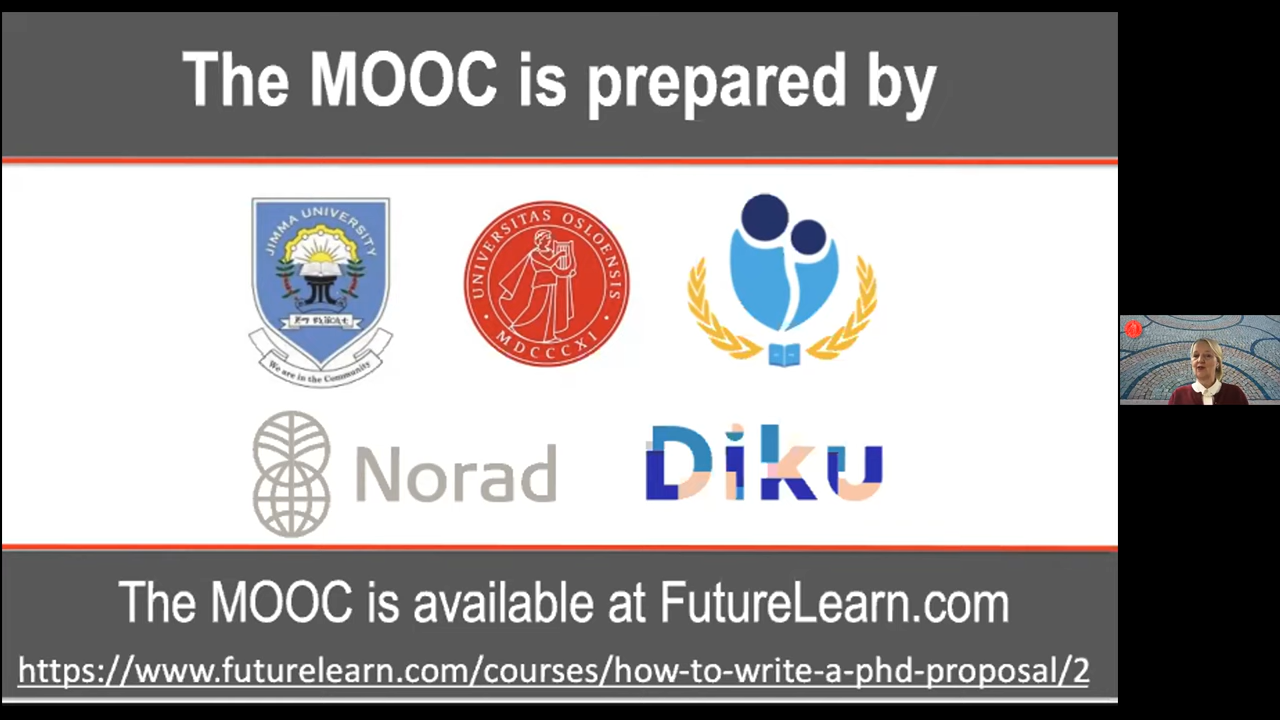 The MOOC is prepared by
JIMMA UNIVERSITY
We are in the Community
UNIVERSITAS OSLOENSIS
MDCCCXI
Norad
Diku
The MOOC is available at FutureLearn.com
https://www.futurelearn.com/courses/how-to-write-a-phd-proposal/2